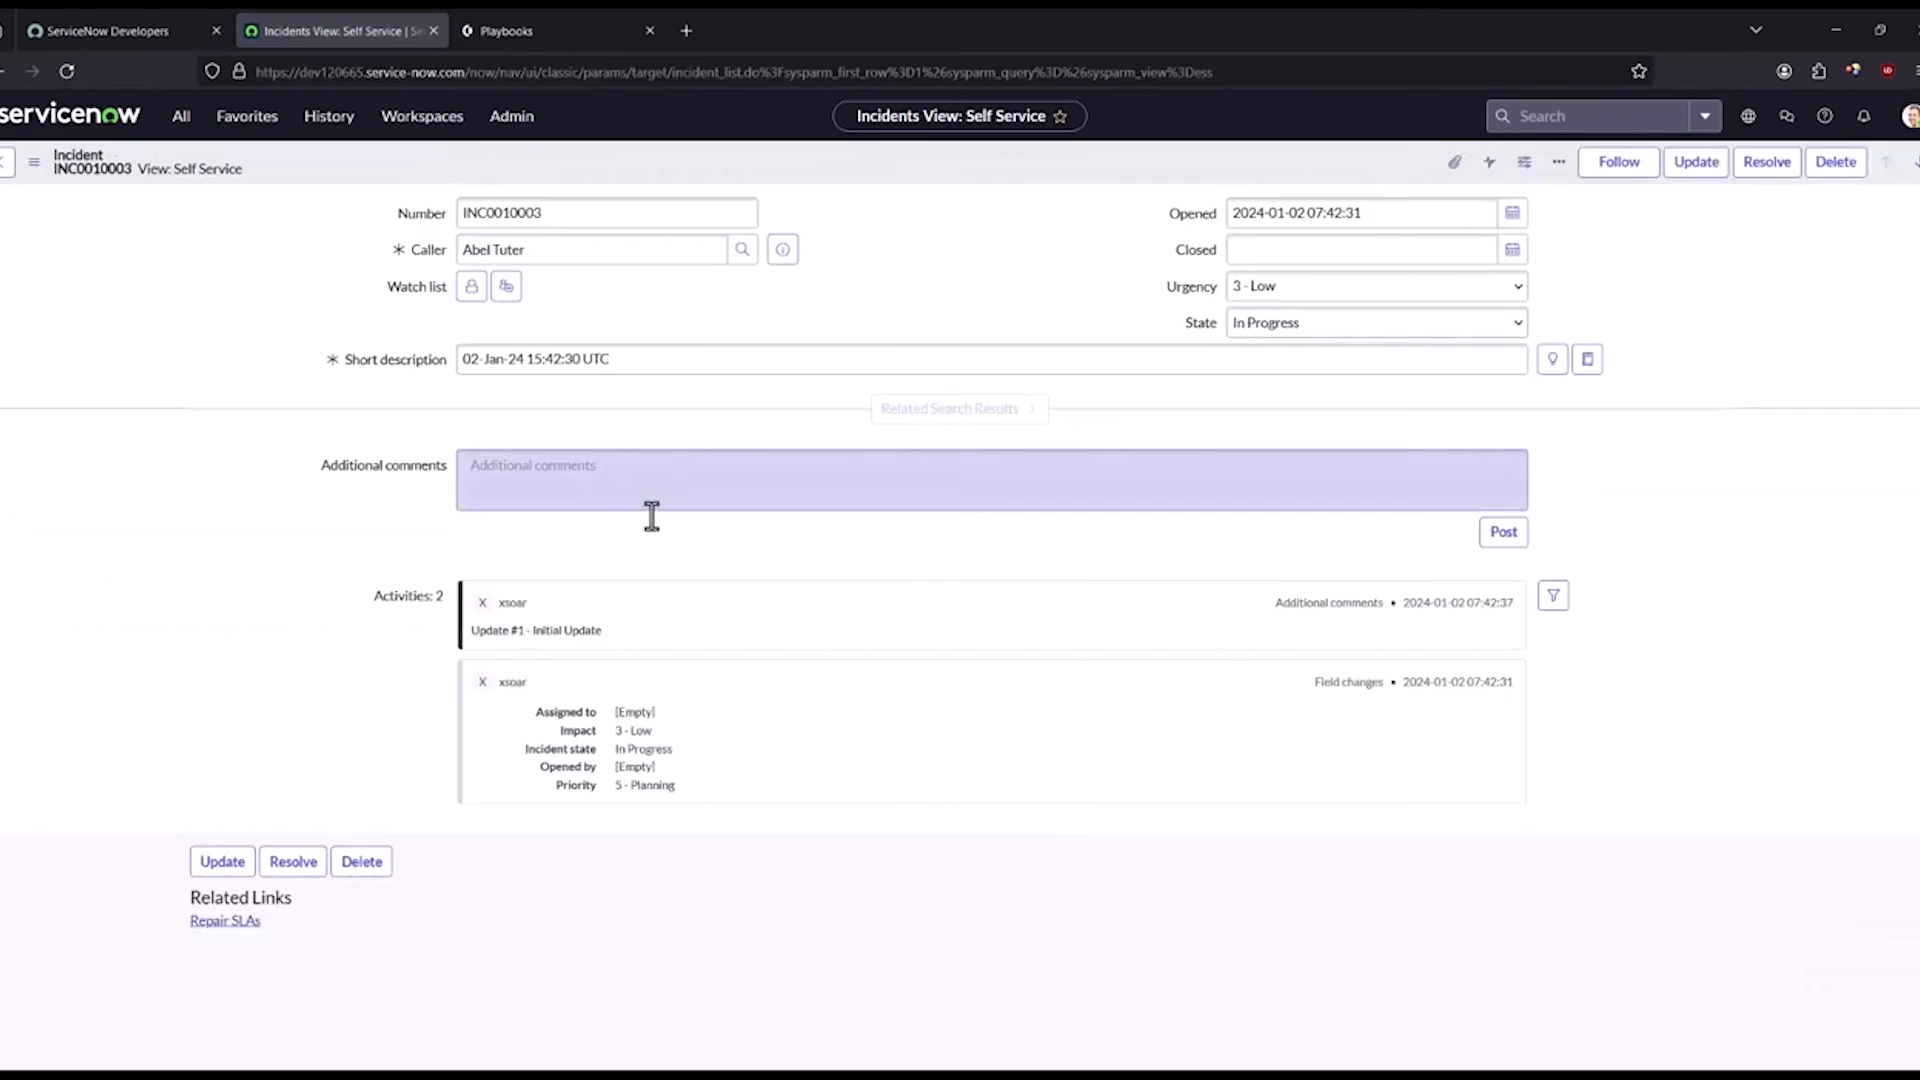 ServiceNow Developers
Incidents View: Self Service | Se
Playbooks
https://dev120665.service-now.com/now/nav/ui/classic/params/target/incident_list.do%3Fsysparm_first_row%3D1%26sysparm_query%3D%26sysparm_view%3Dess
servicenow
All
Favorites
History
Workspaces
Admin
Incidents View: Self Service
Search
Incident
INC0010003 View: Self Service
Follow
Update
Resolve
Delete
Number
INC0010003
Opened
2024-01-02 07:42:31
Caller
Abel Tuter
Closed
Watch list
Urgency
3 - Low
State
In Progress
Short description
02-Jan-24 15:42:30 UTC
Related Search Results
Additional comments
Additional comments
Post
Activities: 2
X xsoar
Additional comments • 2024-01-02 07:42:37
Update #1 - Initial Update
X xsoar
Field changes • 2024-01-02 07:42:31
Assigned to [Empty]
Impact 3 - Low
Incident state In Progress
Opened by [Empty]
Priority 5 - Planning
Update
Resolve
Delete
Related Links
Repair SLAs